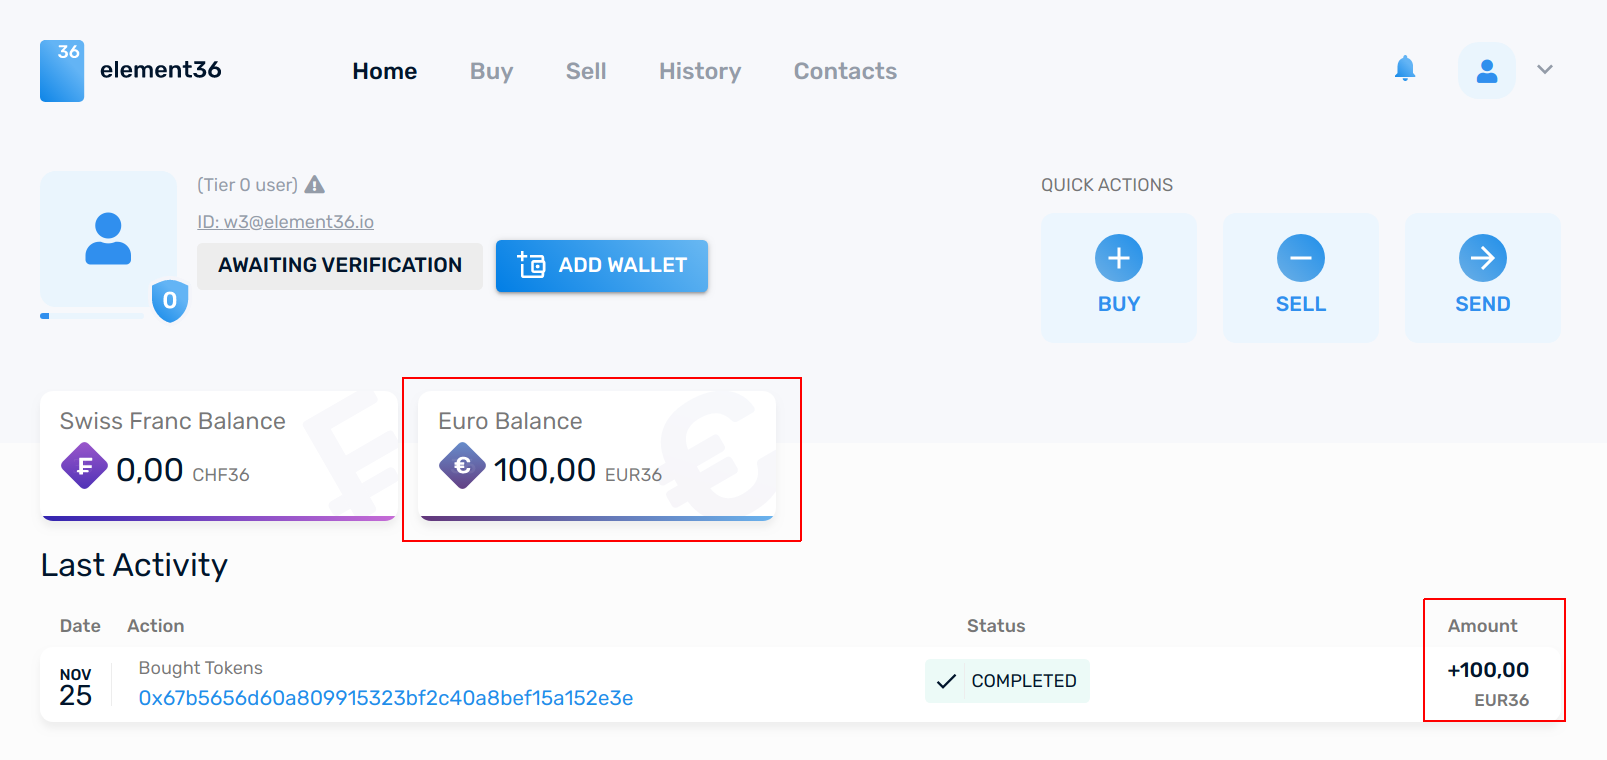 36
element36
Home Buy Sell History Contacts
(Tier 0 user)
ID: w3@element36.io
AWAITING VERIFICATION
ADD WALLET
0
QUICK ACTIONS
BUY
SELL
SEND
Swiss Franc Balance
0,00 CHF36
Euro Balance
€ 100,00 EUR36
Last Activity
Date Action Status Amount
NOV
25
Bought Tokens
0x67b5656d60a809915323bf2c40a8bef15a152e3e
COMPLETED
+100,00
EUR36